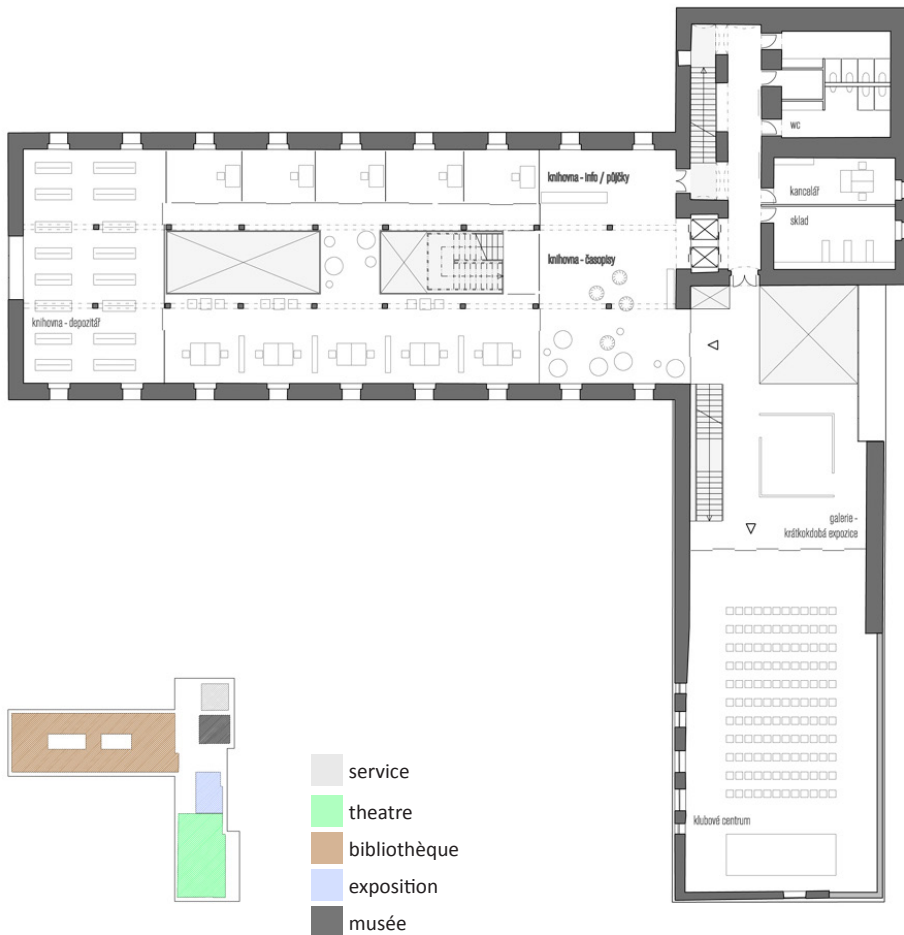 wc
knihovna - info / půjčky
kancelář
sklad
knihovna - časopisy
knihovna - depozitář
galerie -
krátkokdobá expozice
klubové centrum
service
theatre
bibliothèque
exposition
musée